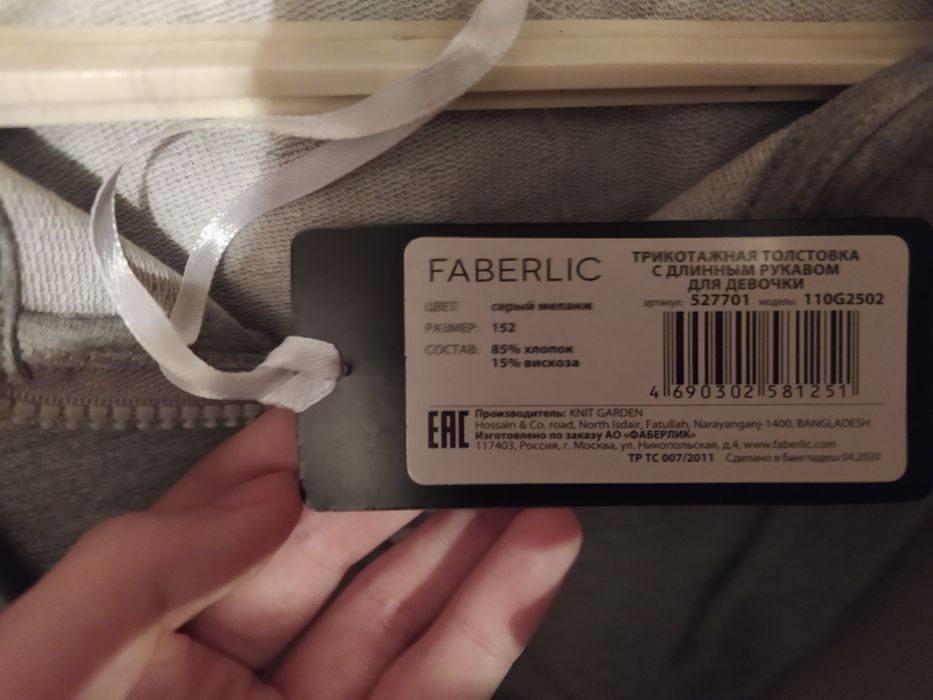 FABERLIC
ТРИКОТАЖНАЯ ТОЛСТОВКА
С ДЛИННЫМ РУКАВОМ
ДЛЯ ДЕВОЧКИ
артикул: 527701 модель: 110G2502
ЦВЕТ: серый меланж
РАЗМЕР: 152
СОСТАВ: 85% хлопок
15% вискоза
4 690302 581251
EAC
Производитель: KNIT GARDEN
Hossain & Co. road, North Isdair, Fatullah, Narayanganj-1400, BANGLADESH
Изготовлено по заказу АО «ФАБЕРЛИК»
117403, Россия, г. Москва, ул. Никопольская, д.4, www.faberlic.com
ТР ТС 007/2011 Сделано в Бангладеш 04.2020